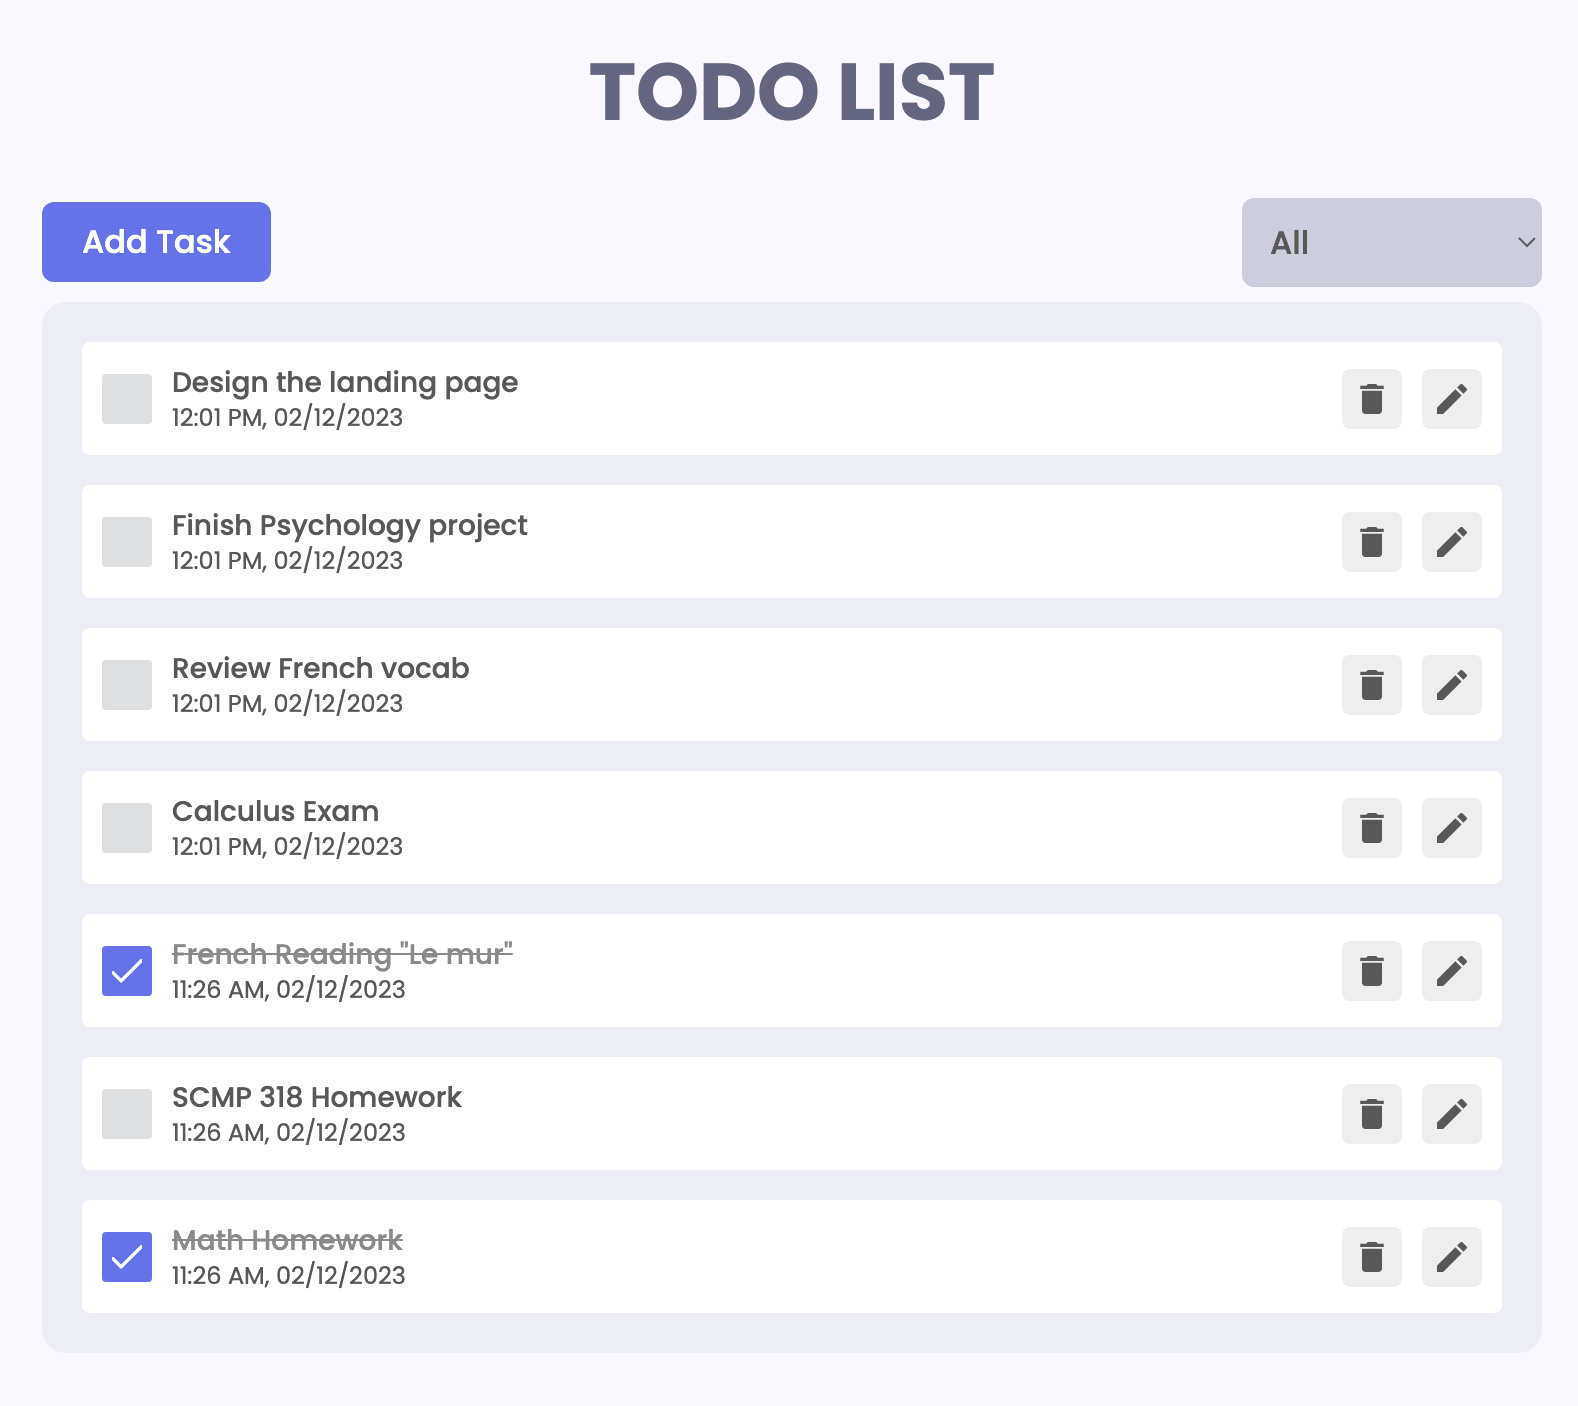 TODO LIST
Add Task
All
Design the landing page
12:01 PM, 02/12/2023
Finish Psychology project
12:01 PM, 02/12/2023
Review French vocab
12:01 PM, 02/12/2023
Calculus Exam
12:01 PM, 02/12/2023
French Reading "Le mur"
11:26 AM, 02/12/2023
SCMP 318 Homework
11:26 AM, 02/12/2023
Math Homework
11:26 AM, 02/12/2023